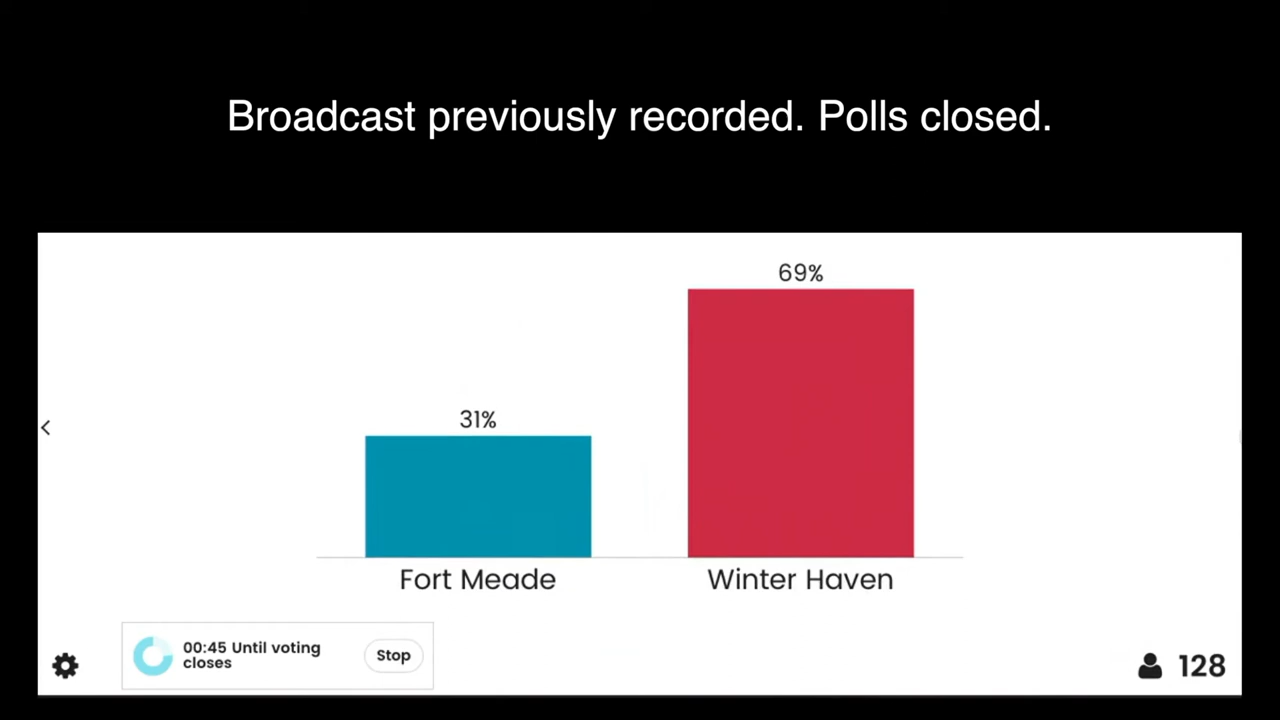 Broadcast previously recorded. Polls closed.
69%
31%
Fort Meade
Winter Haven
00:45 Until voting
closes
Stop
128